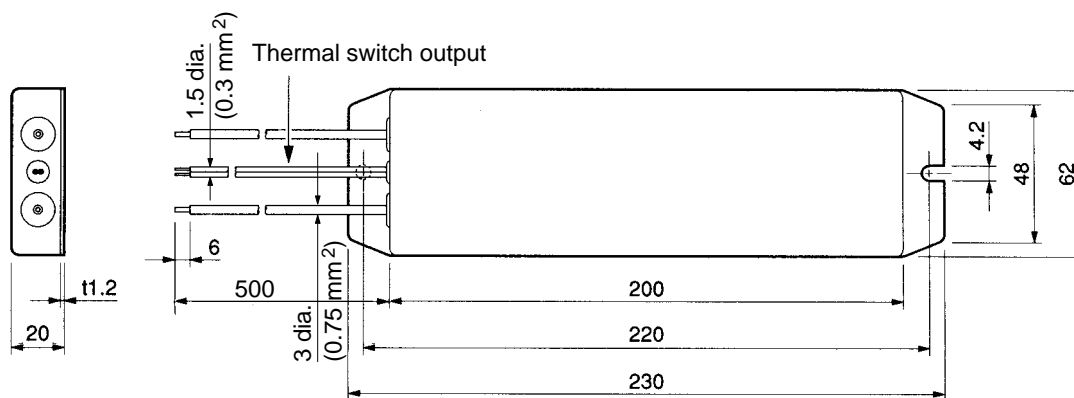 1.5 dia.
(0.3 mm²)
Thermal switch output
4.2
48
62
6
t1.2
500
200
20
3 dia.
(0.75 mm²)
220
230